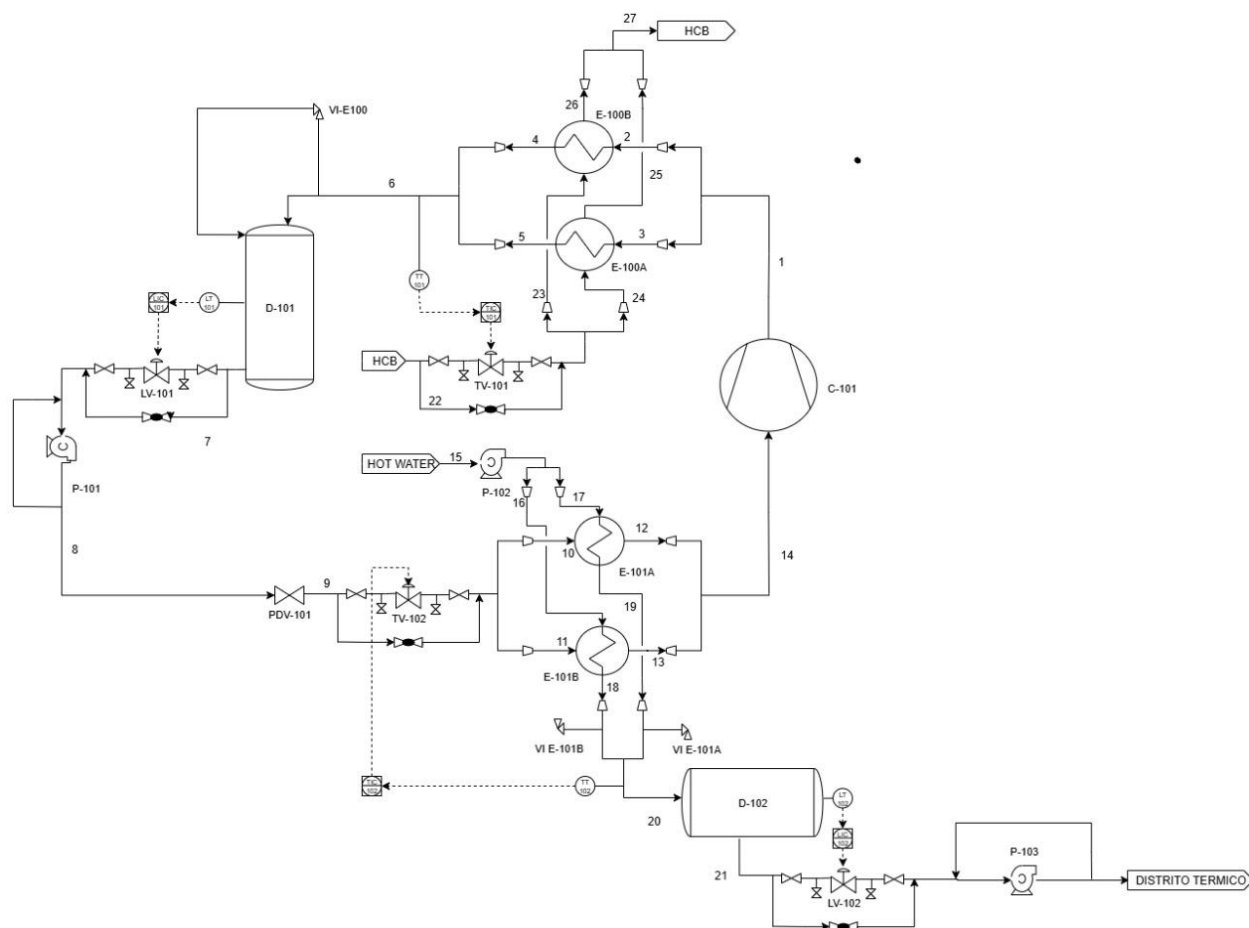 27
HCB
VI-E100
26
E-100B
4
2
25
6
5
3
E-100A
1
TT
101
23
24
LIC
101
LT
101
D-101
TIC
101
HCB
LV-101
TV-101
C-101
22
7
HOT WATER
15
P-102
16
17
P-101
C
C
12
10
E-101A
8
14
9
19
PDV-101
TV-102
11
13
E-101B
18
VI E-101B
VI E-101A
TIC
102
TT
102
D-102
LT
102
20
LIC
102
P-103
21
C
DISTRITO TERMICO
LV-102